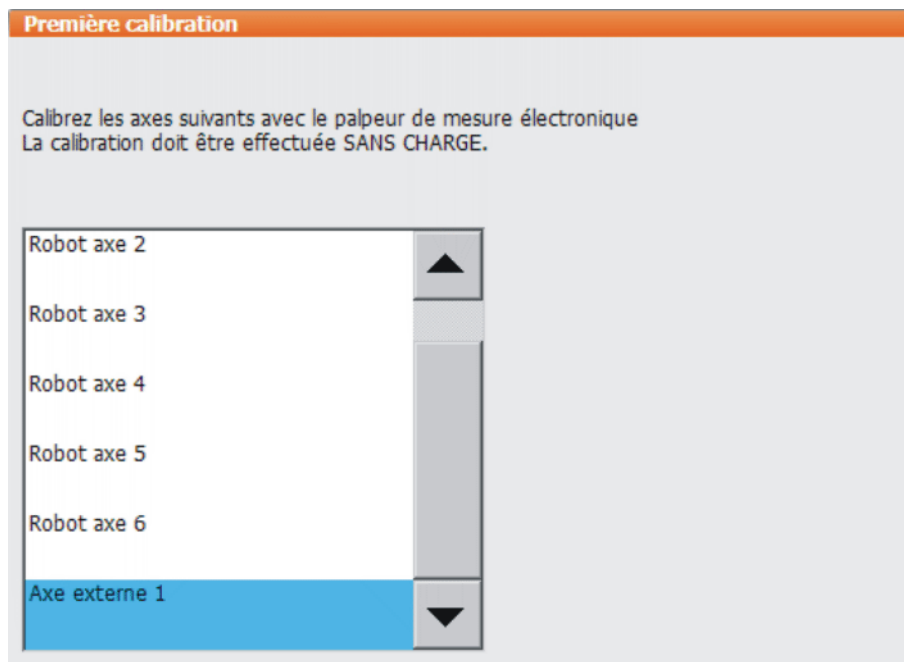 Première calibration
Calibrez les axes suivants avec le palpeur de mesure électronique
La calibration doit être effectuée SANS CHARGE.
Robot axe 2
Robot axe 3
Robot axe 4
Robot axe 5
Robot axe 6
Axe externe 1